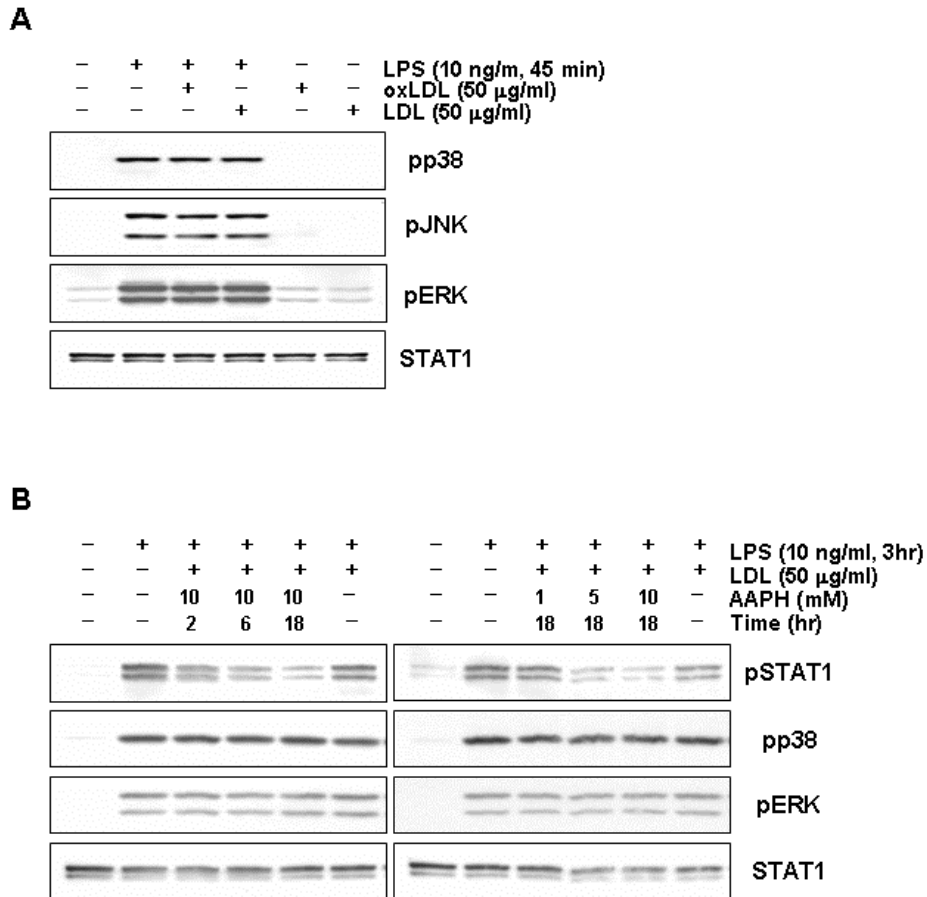 A
– + + + – – LPS (10 ng/m, 45 min)
– – + – + – oxLDL (50 μg/ml)
– – – + – + LDL (50 μg/ml)
pp38
pJNK
pERK
STAT1
B
– + + + + + – + + + + + LPS (10 ng/ml, 3hr)
– – + + + + – – + + + + LDL (50 μg/ml)
– – 10 10 10 – – – 1 5 10 – AAPH (mM)
– – 2 6 18 – – – 18 18 18 – Time (hr)
pSTAT1
pp38
pERK
STAT1